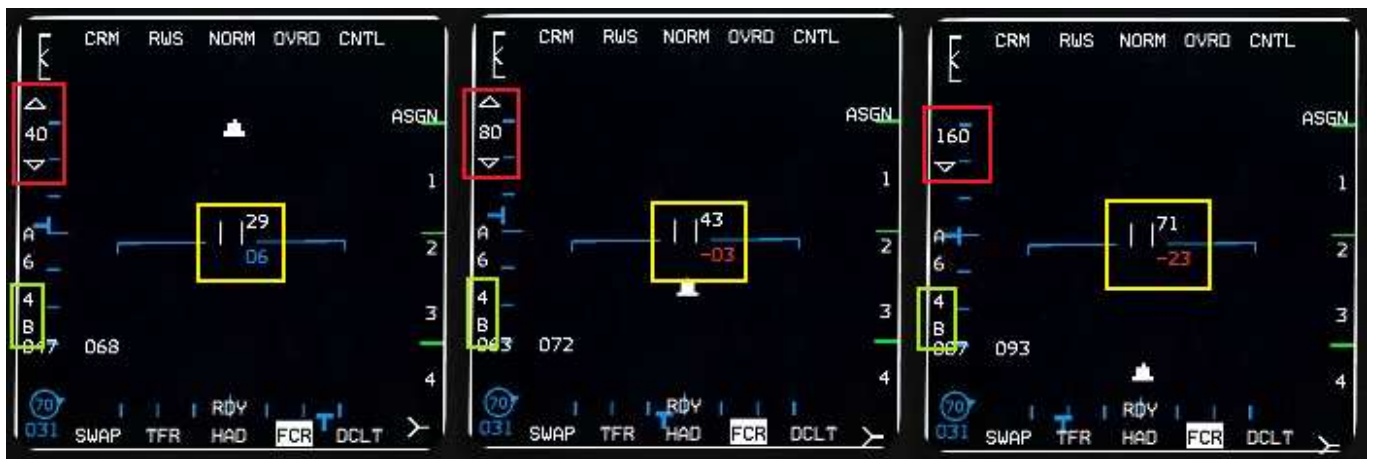 CRM RWS NORM OVRD CNTL
40
ASGN
1
29
A
2
6
06
4
3
B
047 068
4
70
RDY
031
SWAP TFR HAD FCR DCLT
CRM RWS NORM OVRD CNTL
80
ASGN
1
43
A
2
6
-03
4
3
B
063 072
4
70
RDY
031
SWAP TFR HAD FCR DCLT
CRM RWS NORM OVRD CNTL
160
ASGN
1
71
A
2
6
-23
4
3
B
093
4
70
RDY
031
SWAP TFR HAD FCR DCLT